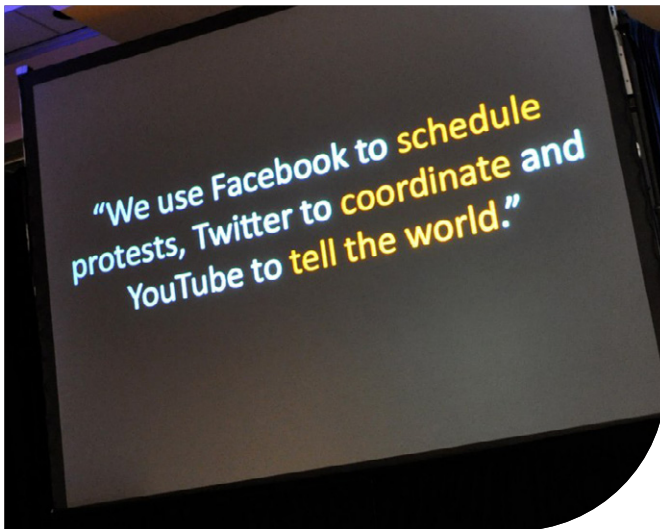 “We use Facebook to schedule
protests, Twitter to coordinate and
YouTube to tell the world.”